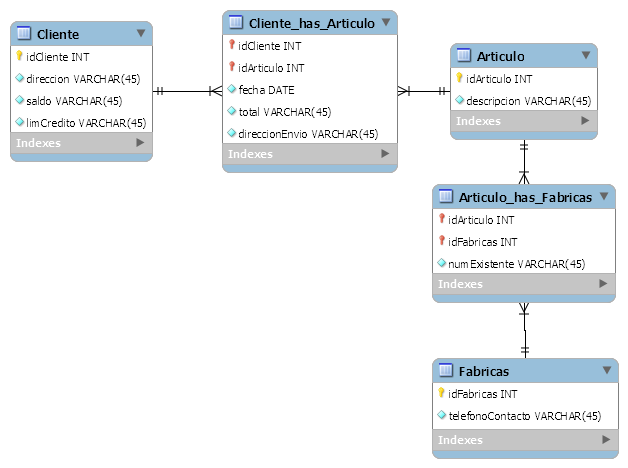 Cliente
idCliente INT
direccion VARCHAR(45)
saldo VARCHAR(45)
limCredito VARCHAR(45)
Indexes
Cliente_has_Articulo
idCliente INT
idArticulo INT
fecha DATE
total VARCHAR(45)
direccionEnvio VARCHAR(45)
Indexes
Articulo
idArticulo INT
descripcion VARCHAR(45)
Indexes
Articulo_has_Fabricas
idArticulo INT
idFabricas INT
numExistente VARCHAR(45)
Indexes
Fabricas
idFabricas INT
telefonoContacto VARCHAR(45)
Indexes